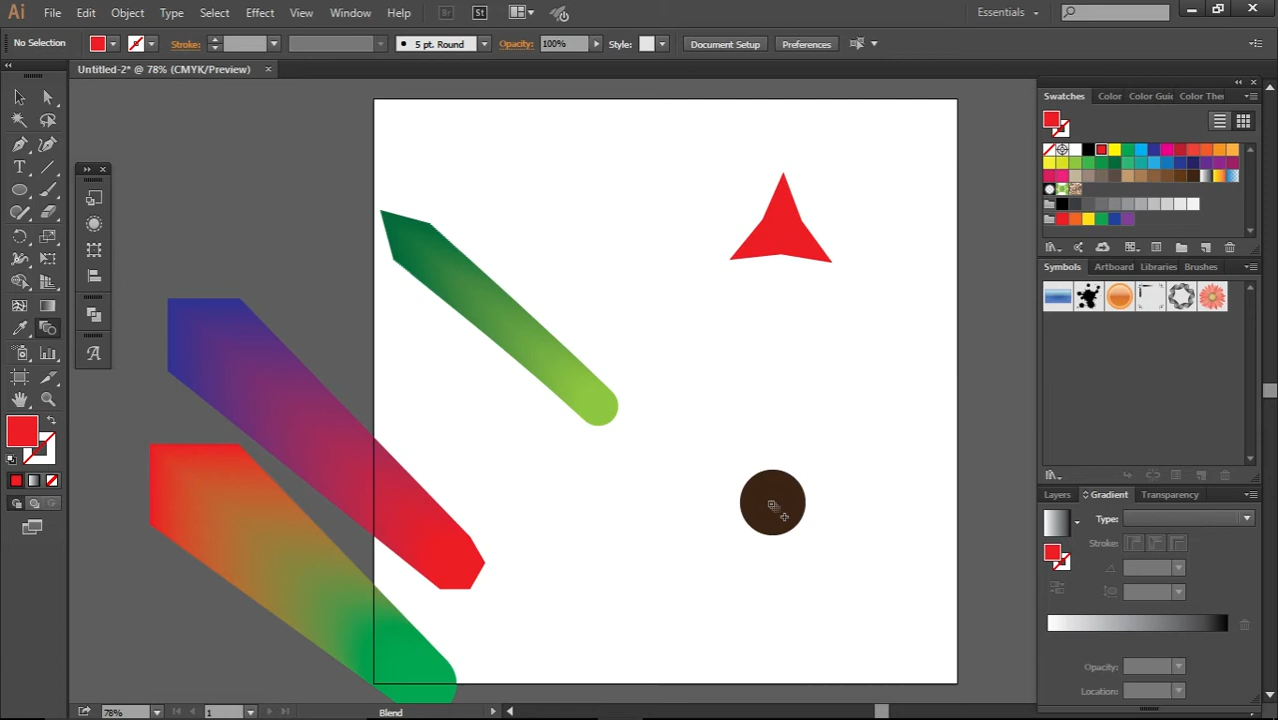 Ai File Edit Object Type Select Effect View Window Help Br St Essentials
No Selection Stroke: 5 pt. Round Opacity: 100% Style: Document Setup Preferences
Untitled-2* @ 78% (CMYK/Preview)
Swatches Color Color Guid Color Ther
Symbols Artboard Libraries Brushes
Layers Gradient Transparency
Type:
Stroke:
Opacity:
Location:
78% 1 Blend